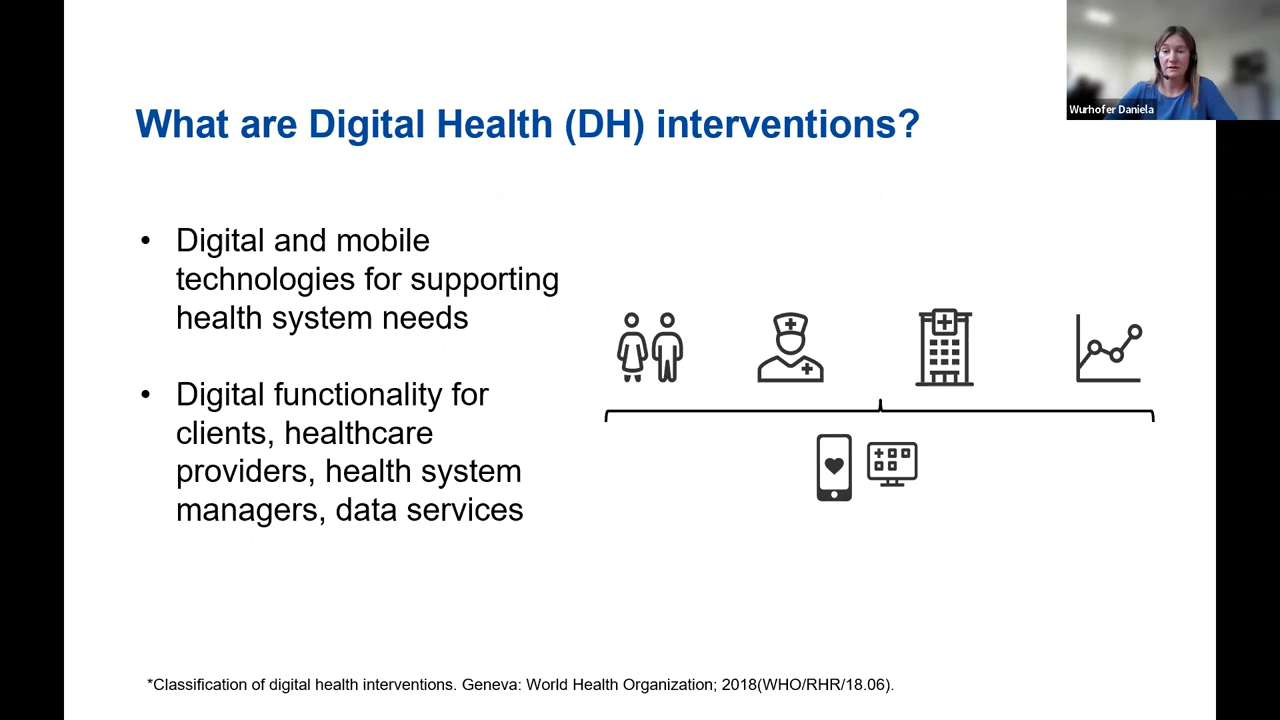 What are Digital Health (DH) interventions?
Wurhofer Daniela
• Digital and mobile
technologies for supporting
health system needs
• Digital functionality for
clients, healthcare
providers, health system
managers, data services
*Classification of digital health interventions. Geneva: World Health Organization; 2018(WHO/RHR/18.06).